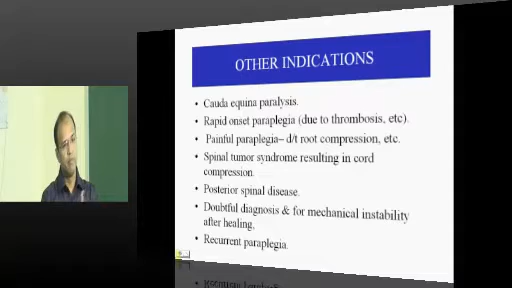 OTHER INDICATIONS
• Cauda equina paralysis.
• Rapid onset paraplegia (due to thrombosis, etc).
• Painful paraplegia– d/t root compression, etc.
• Spinal tumor syndrome resulting in cord
compression.
• Posterior spinal disease.
• Doubtful diagnosis & for mechanical instability
after healing.
• Recurrent paraplegia.